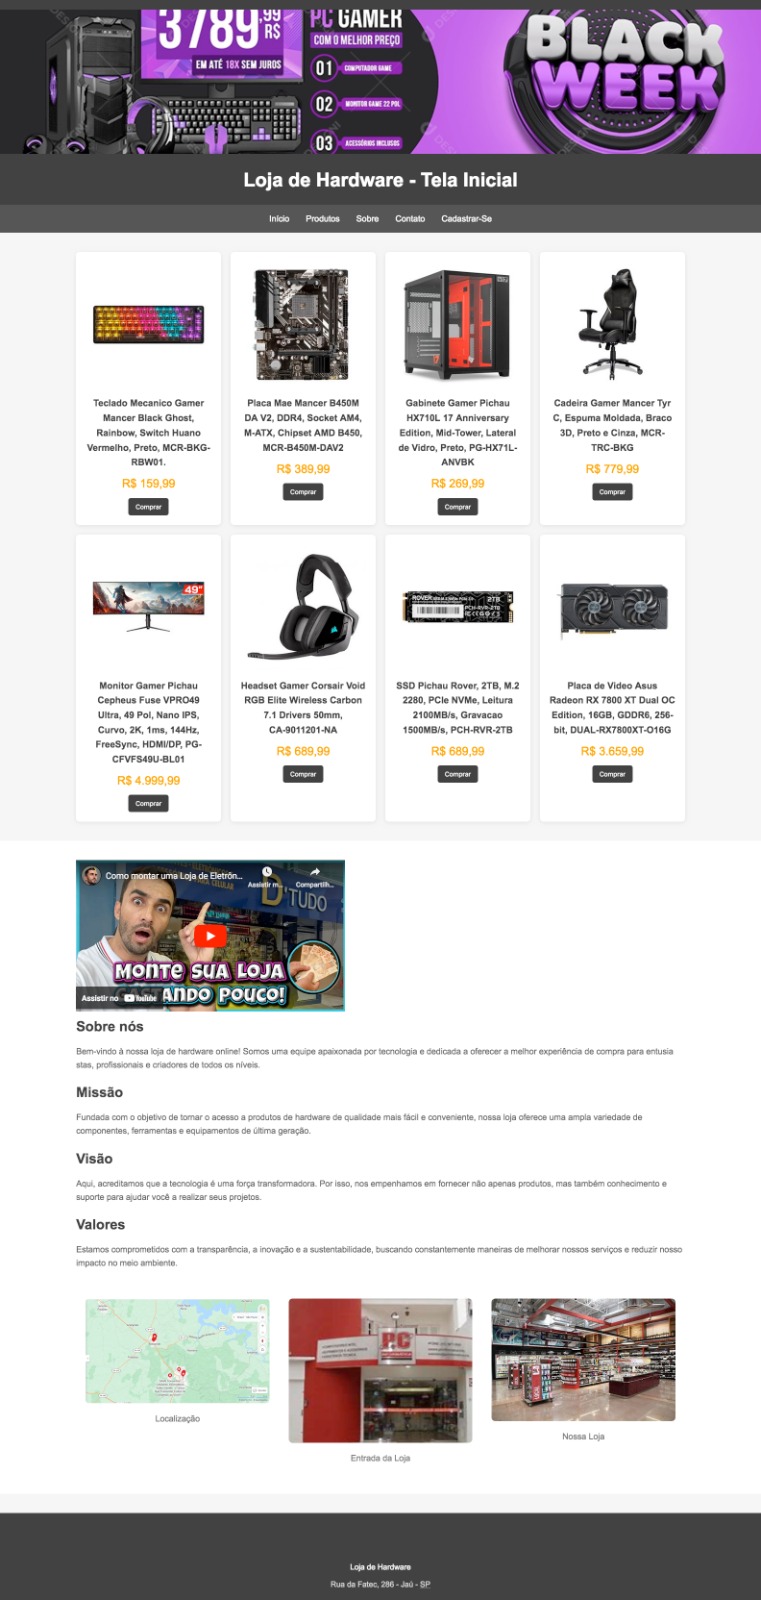 3789,99
R$
EM ATÉ 18X SEM JUROS
PC GAMER
COM O MELHOR PREÇO
01 COMPUTADOR GAME
02 MONITOR GAME 22 POL
03 ACESSÓRIOS INCLUSOS
BLACK
WEEK
Loja de Hardware - Tela Inicial
Início Produtos Sobre Contato Cadastrar-Se
Teclado Mecanico Gamer
Mancer Black Ghost,
Rainbow, Switch Huano
Vermelho, Preto, MCR-BKG-
RBW01.
R$ 159,99
Comprar
Placa Mae Mancer B450M
DA V2, DDR4, Socket AM4,
M-ATX, Chipset AMD B450,
MCR-B450M-DAV2
R$ 389,99
Comprar
Gabinete Gamer Pichau
HX710L 17 Anniversary
Edition, Mid-Tower, Lateral
de Vidro, Preto, PG-HX71L-
ANVBK
R$ 269,99
Comprar
Cadeira Gamer Mancer Tyr
C, Espuma Moldada, Braco
3D, Preto e Cinza, MCR-
TRC-BKG
R$ 779,99
Comprar
49"
Monitor Gamer Pichau
Cepheus Fuse VPRO49
Ultra, 49 Pol, Nano IPS,
Curvo, 2K, 1ms, 144Hz,
FreeSync, HDMI/DP, PG-
CFVFS49U-BL01
R$ 4.999,99
Comprar
Headset Gamer Corsair Void
RGB Elite Wireless Carbon
7.1 Drivers 50mm,
CA-9011201-NA
R$ 689,99
Comprar
ROVER
2TB
PCH-RVR-2TB
SSD Pichau Rover, 2TB, M.2
2280, PCIe NVMe, Leitura
2100MB/s, Gravacao
1500MB/s, PCH-RVR-2TB
R$ 689,99
Comprar
Placa de Video Asus
Radeon RX 7800 XT Dual OC
Edition, 16GB, GDDR6, 256-
bit, DUAL-RX7800XT-O16G
R$ 3.659,99
Comprar
Como montar uma Loja de Eletrôn...
Assistir m...
Compartilh...
D'TUDO
MONTE SUA LOJA
GASTANDO POUCO!
Assistir no YouTube
Sobre nós
Bem-vindo à nossa loja de hardware online! Somos uma equipe apaixonada por tecnologia e dedicada a oferecer a melhor experiência de compra para entusia
stas, profissionais e criadores de todos os níveis.
Missão
Fundada com o objetivo de tornar o acesso a produtos de hardware de qualidade mais fácil e conveniente, nossa loja oferece uma ampla variedade de
componentes, ferramentas e equipamentos de última geração.
Visão
Aqui, acreditamos que a tecnologia é uma força transformadora. Por isso, nos empenhamos em fornecer não apenas produtos, mas também conhecimento e
suporte para ajudar você a realizar seus projetos.
Valores
Estamos comprometidos com a transparência, a inovação e a sustentabilidade, buscando constantemente maneiras de melhorar nossos serviços e reduzir nosso
impacto no meio ambiente.
Localização
PC
Entrada da Loja
Nossa Loja
Loja de Hardware
Rua da Fatec, 286 - Jaú - SP